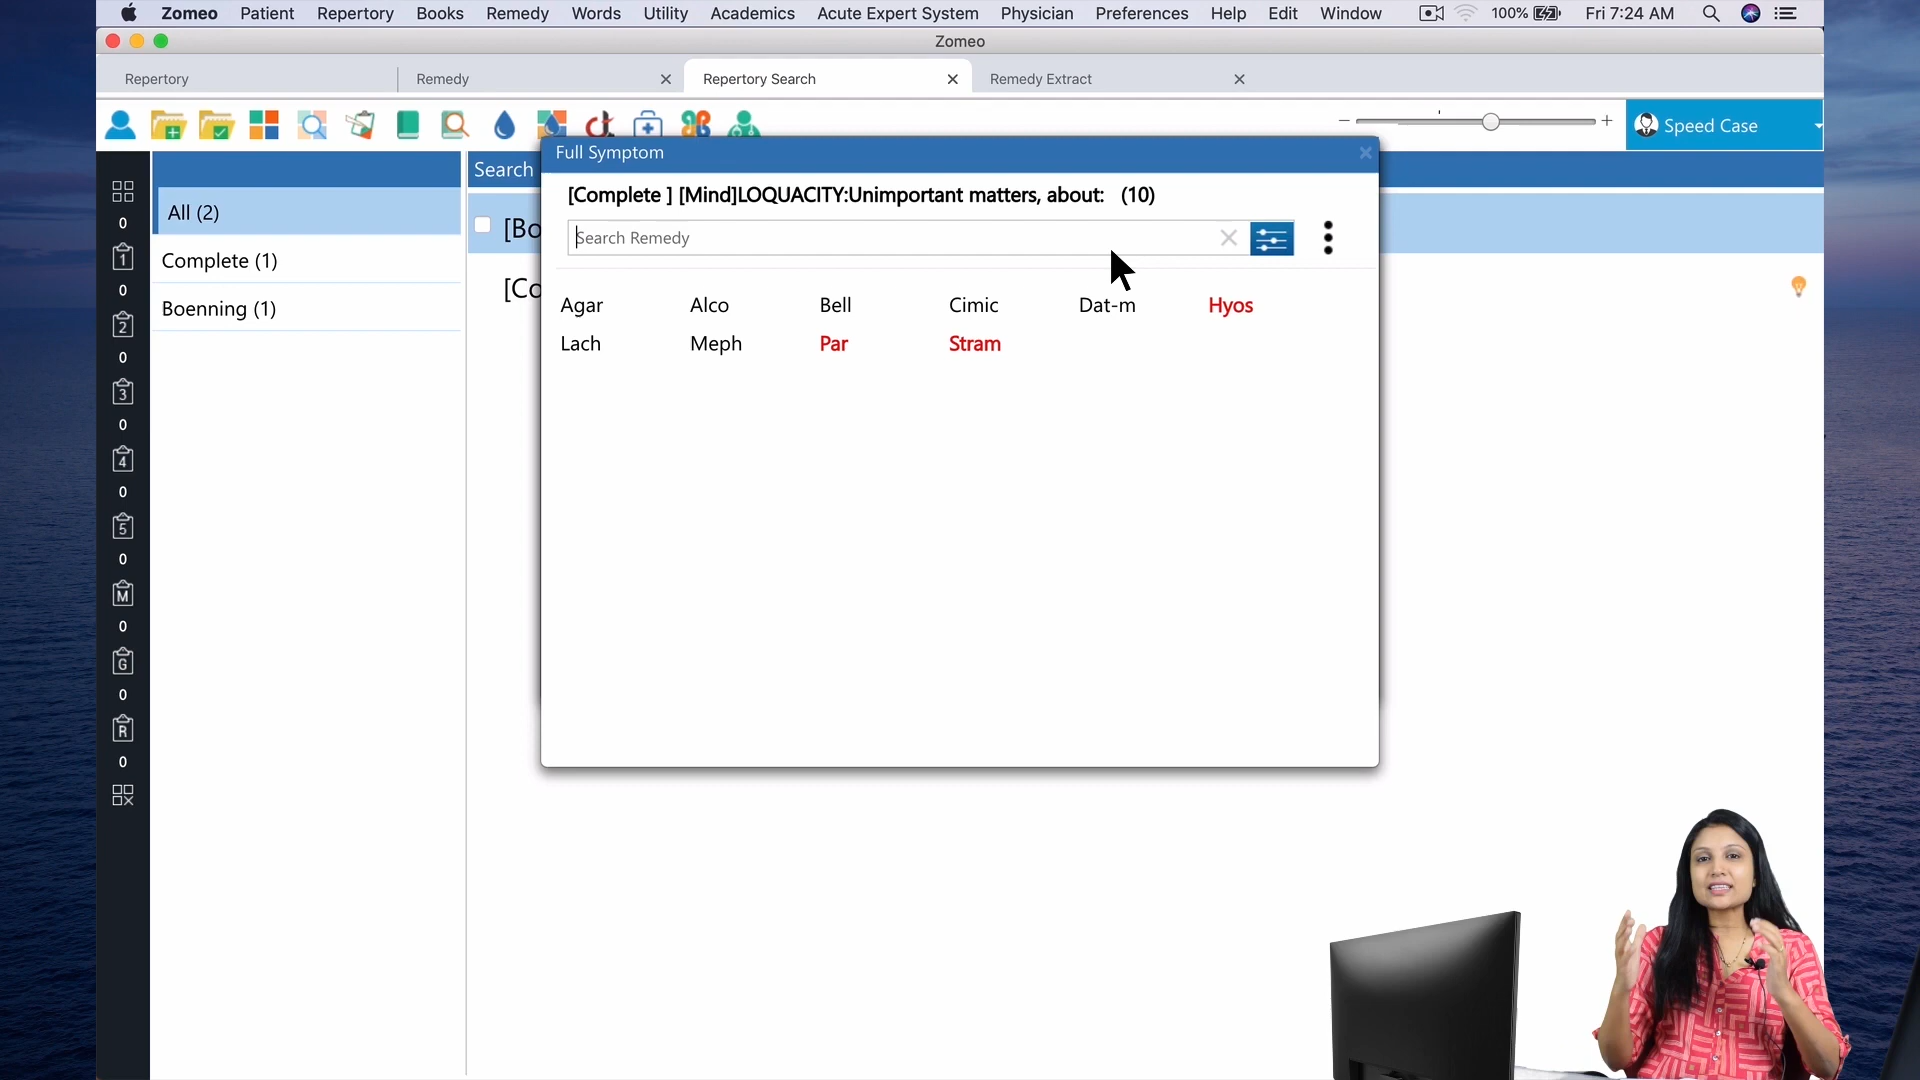 Zomeo Patient Repertory Books Remedy Words Utility Academics Acute Expert System Physician Preferences Help Edit Window 100% Fri 7:24 AM
Zomeo
Repertory Remedy Repertory Search Remedy Extract
Speed Case
Full Symptom
Search
[Complete ] [Mind]LOQUACITY:Unimportant matters, about: (10)
All (2)
[Bo
Search Remedy
0
Complete (1)
1
[Co
0
Agar Alco Bell Cimic Dat-m Hyos
Boenning (1)
2
Lach Meph Par Stram
0
3
0
4
0
5
0
M
0
G
0
R
0